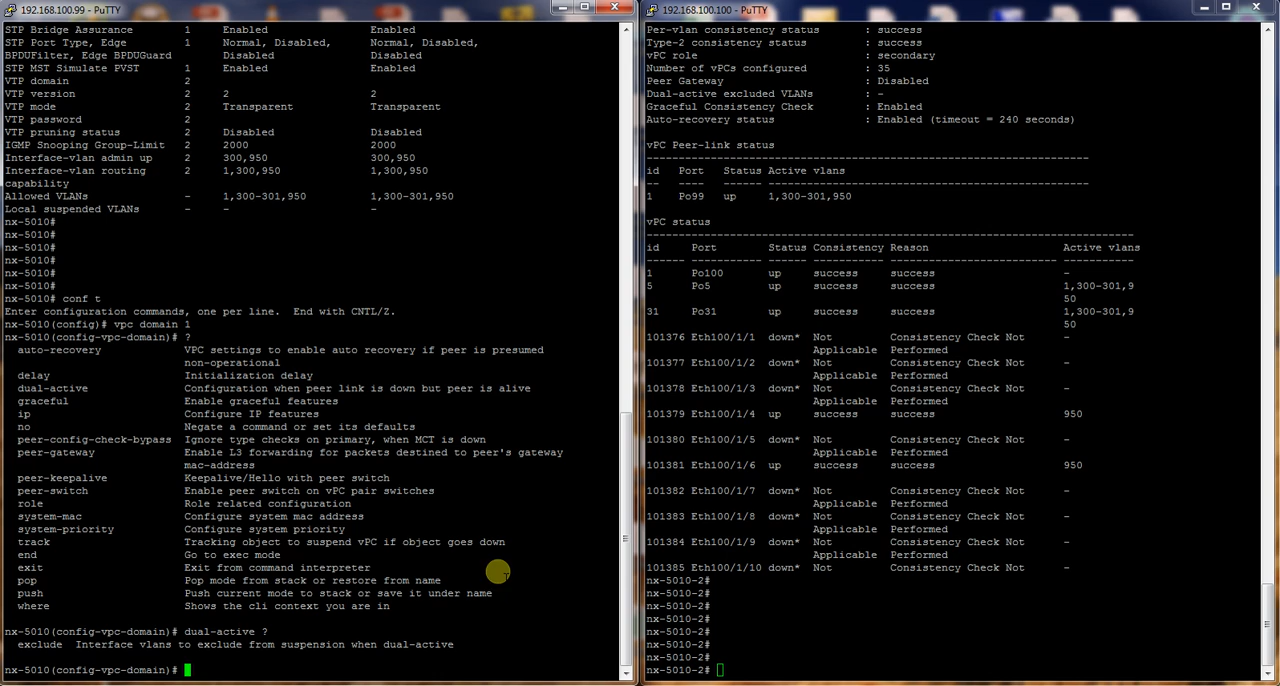 192.168.100.99 - PuTTY
STP Bridge Assurance 1 Enabled Enabled
STP Port Type, Edge 1 Normal, Disabled, Normal, Disabled,
BPDUFilter, Edge BPDUGuard Disabled Disabled
STP MST Simulate PVST 1 Enabled Enabled
VTP domain 2
VTP version 2 2 2
VTP mode 2 Transparent Transparent
VTP password 2
VTP pruning status 2 Disabled Disabled
IGMP Snooping Group-Limit 2 2000 2000
Interface-vlan admin up 2 300,950 300,950
Interface-vlan routing 2 1,300,950 1,300,950
capability
Allowed VLANs - 1,300-301,950 1,300-301,950
Local suspended VLANs - - -
nx-5010#
nx-5010#
nx-5010#
nx-5010#
nx-5010#
nx-5010#
nx-5010# conf t
Enter configuration commands, one per line. End with CNTL/Z.
nx-5010(config)# vpc domain 1
nx-5010(config-vpc-domain)# ?
auto-recovery VPC settings to enable auto recovery if peer is presumed
non-operational
delay Initialization delay
dual-active Configuration when peer link is down but peer is alive
graceful Enable graceful features
ip Configure IP features
no Negate a command or set its defaults
peer-config-check-bypass Ignore type checks on primary, when MCT is down
peer-gateway Enable L3 forwarding for packets destined to peer's gateway
mac-address
peer-keepalive Keepalive/Hello with peer switch
peer-switch Enable peer switch on vPC pair switches
role Role related configuration
system-mac Configure system mac address
system-priority Configure system priority
track Tracking object to suspend vPC if object goes down
end Go to exec mode
exit Exit from command interpreter
pop Pop mode from stack or restore from name
push Push current mode to stack or save it under name
where Shows the cli context you are in
nx-5010(config-vpc-domain)# dual-active ?
exclude Interface vlans to exclude from suspension when dual-active
nx-5010(config-vpc-domain)#
192.168.100.100 - PuTTY
Per-vlan consistency status : success
Type-2 consistency status : success
vPC role : secondary
Number of vPCs configured : 35
Peer Gateway : Disabled
Dual-active excluded VLANs : -
Graceful Consistency Check : Enabled
Auto-recovery status : Enabled (timeout = 240 seconds)
vPC Peer-link status
---------------------------------------------------------------------
id Port Status Active vlans
-- ---- ------ --------------------------------------------------
1 Po99 up 1,300-301,950
vPC status
----------------------------------------------------------------------------
id Port Status Consistency Reason Active vlans
------ ----------- ------ ----------- -------------------------- -----------
1 Po100 up success success -
5 Po5 up success success 1,300-301,9
50
31 Po31 up success success 1,300-301,9
50
101376 Eth100/1/1 down* Not Consistency Check Not -
Applicable Performed
101377 Eth100/1/2 down* Not Consistency Check Not -
Applicable Performed
101378 Eth100/1/3 down* Not Consistency Check Not -
Applicable Performed
101379 Eth100/1/4 up success success 950
101380 Eth100/1/5 down* Not Consistency Check Not -
Applicable Performed
101381 Eth100/1/6 up success success 950
101382 Eth100/1/7 down* Not Consistency Check Not -
Applicable Performed
101383 Eth100/1/8 down* Not Consistency Check Not -
Applicable Performed
101384 Eth100/1/9 down* Not Consistency Check Not -
Applicable Performed
101385 Eth100/1/10 down* Not Consistency Check Not -
nx-5010-2#
nx-5010-2#
nx-5010-2#
nx-5010-2#
nx-5010-2#
nx-5010-2#
nx-5010-2#
nx-5010-2#